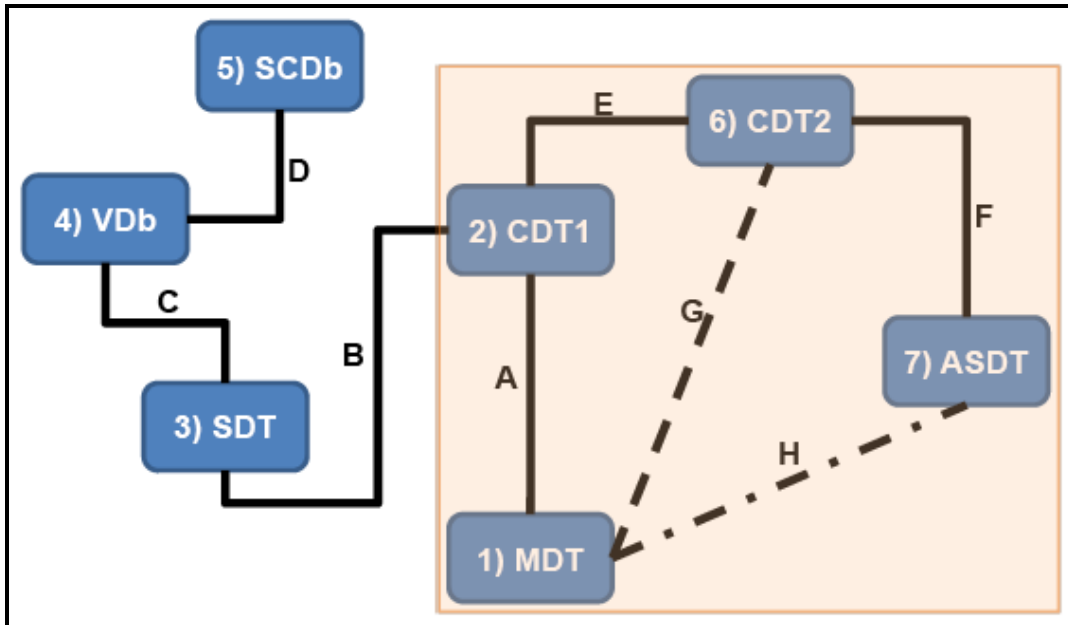 5) SCDb
E
6) CDT2
D
4) VDb
2) CDT1
F
C
G
B
A
7) ASDT
3) SDT
H
1) MDT